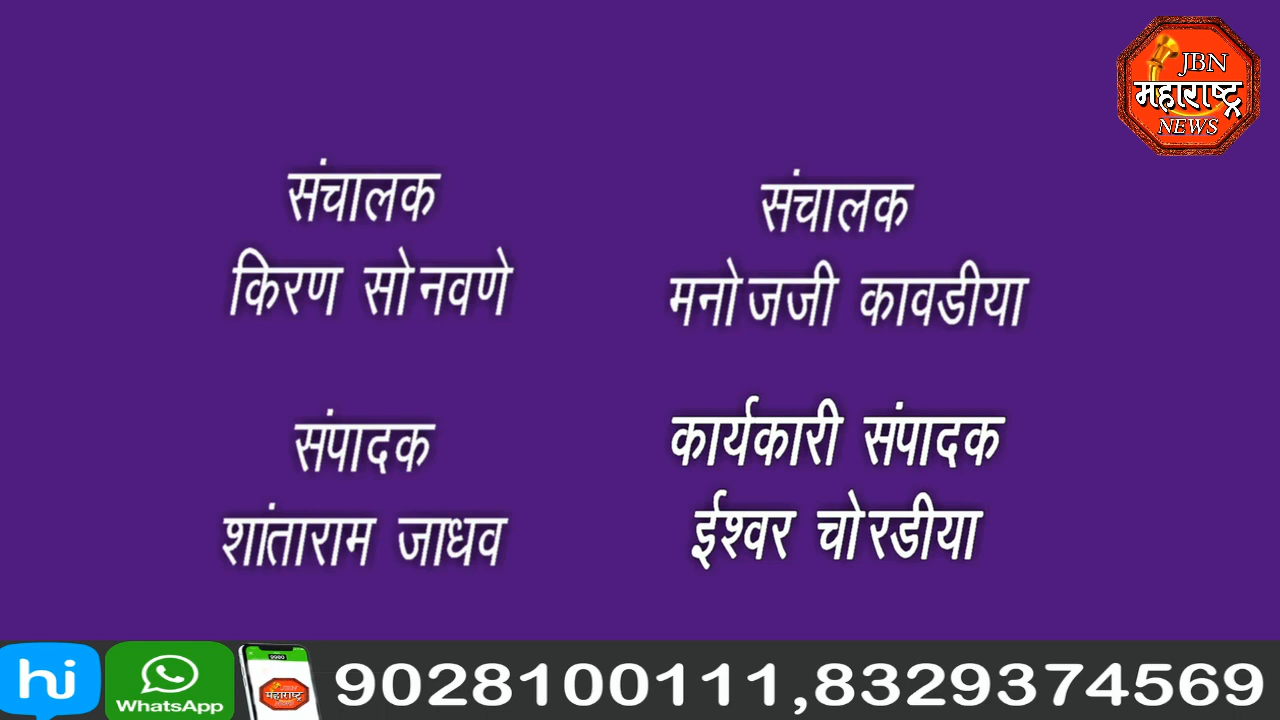 JBN
महाराष्ट्र
NEWS
संचालक
किरण सोनवणे
संचालक
मनोजजी कावडीया
संपादक
शांताराम जाधव
कार्यकारी संपादक
ईश्वर चोरडीया
hi
WhatsApp
महाराष्ट्र
9028100111,8329374569